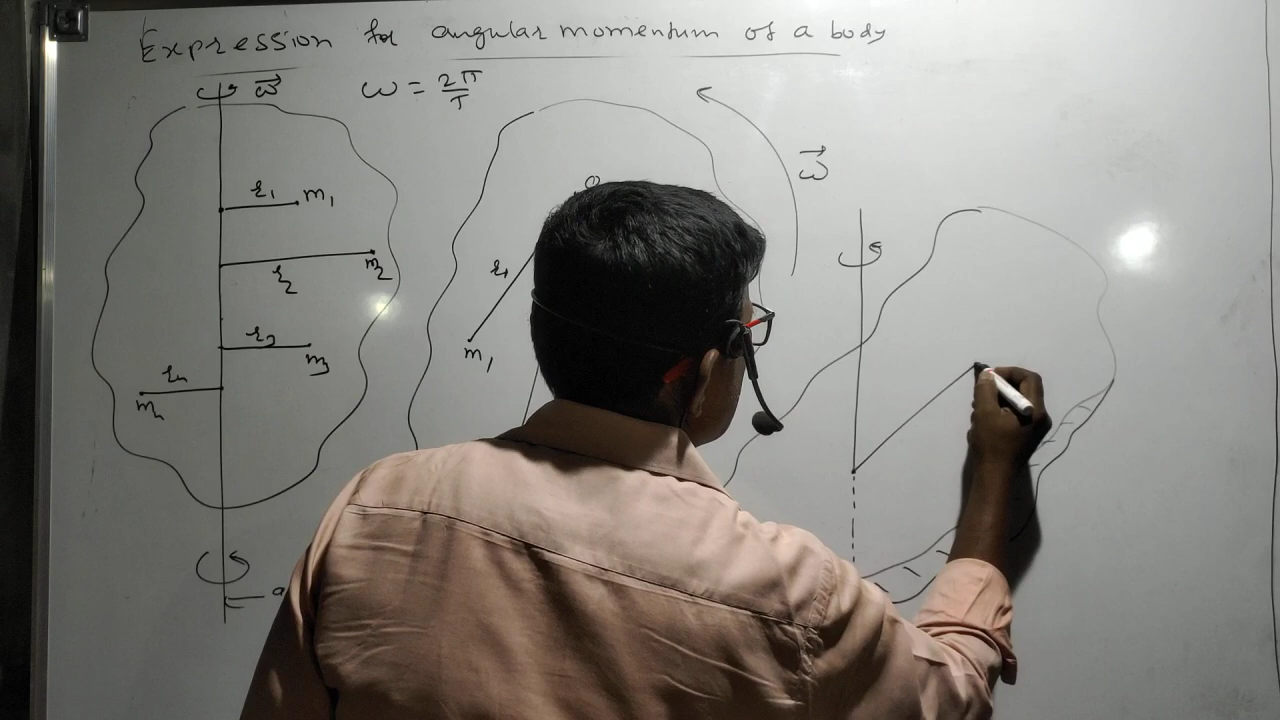 Expression for angular momentum of a body
ω⃗
ω = 2π/T
r₁ m₁
r₂ m₂
r₃ m₃
rₙ
mₙ
r₁
m₁
ω⃗